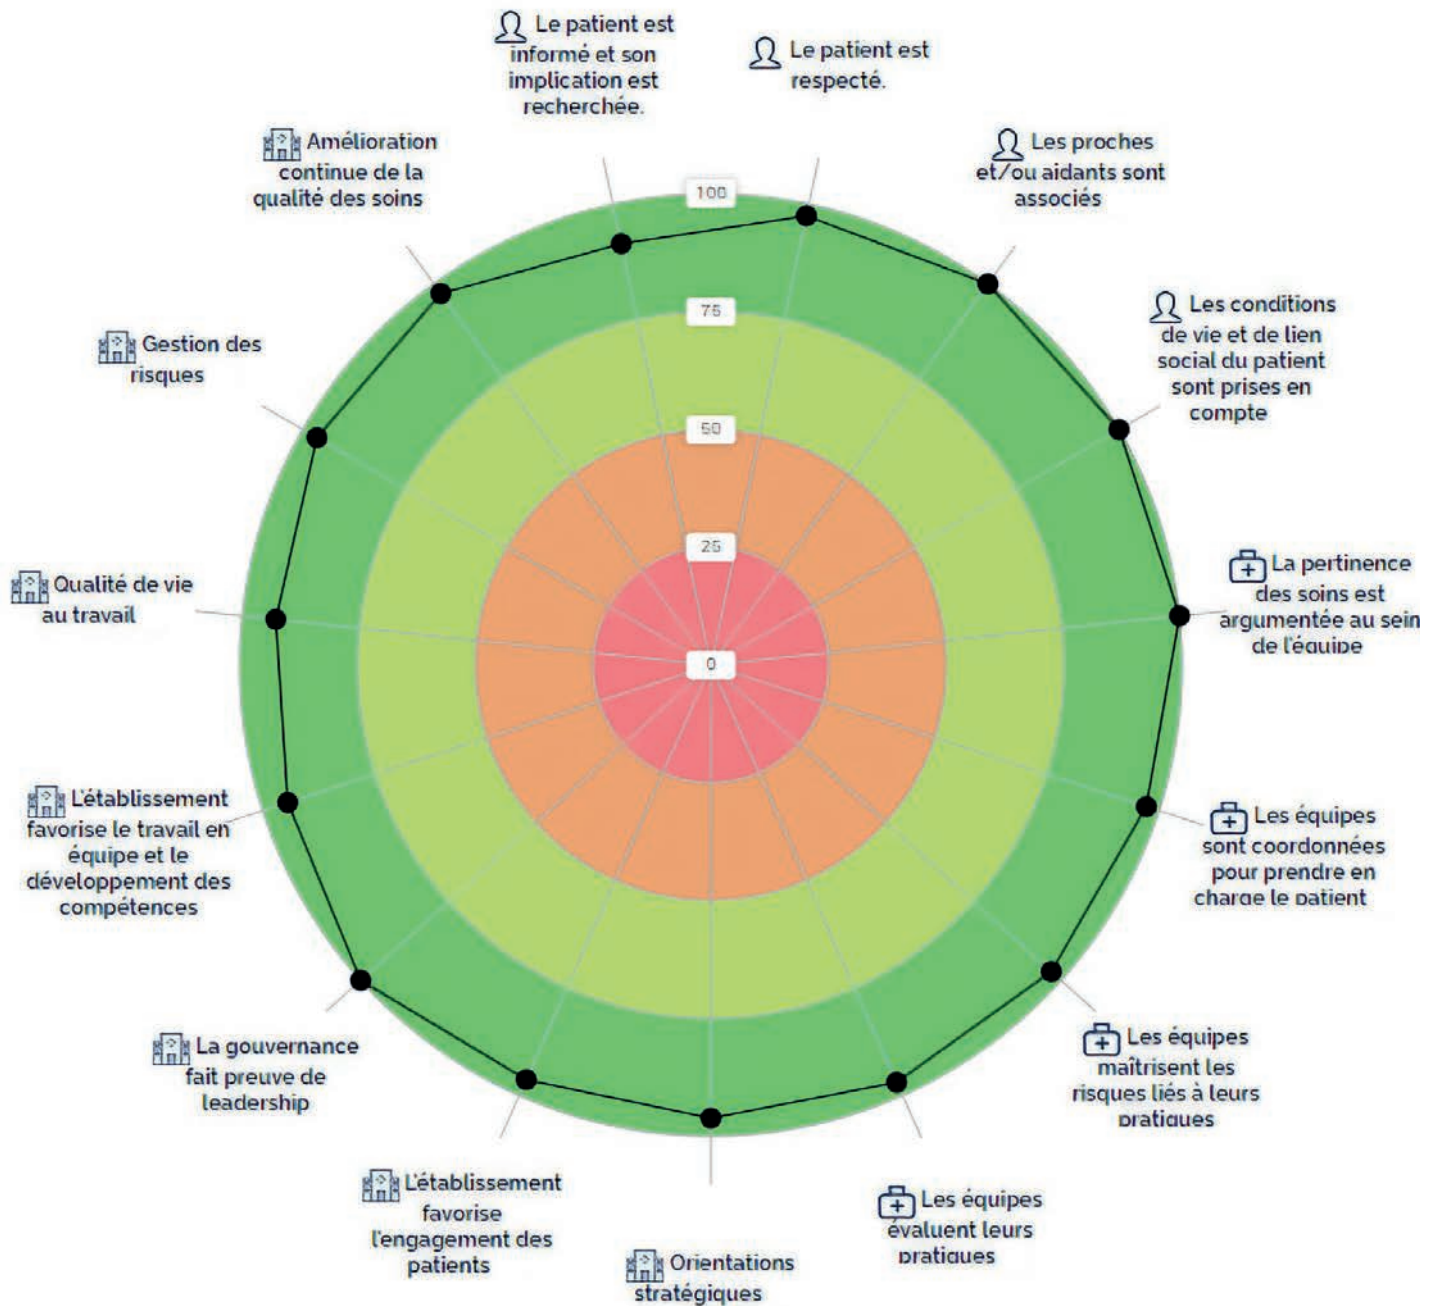 Le patient est
informé et son
implication est
recherchée.
Le patient est
respecté.
Les proches
et/ou aidants sont
associés
Les conditions
de vie et de lien
social du patient
sont prises en
compte
La pertinence
des soins est
argumentée au sein
de l'équipe
Les équipes
sont coordonnées
pour prendre en
charge le patient
Les équipes
maîtrisent les
risques liés à leurs
pratiques
Les équipes
évaluent leurs
pratiques
Orientations
stratégiques
L'établissement
favorise
l'engagement des
patients
La gouvernance
fait preuve de
leadership
L'établissement
favorise le travail en
équipe et le
développement des
compétences
Qualité de vie
au travail
Gestion des
risques
Amélioration
continue de la
qualité des soins
100
75
50
25
0